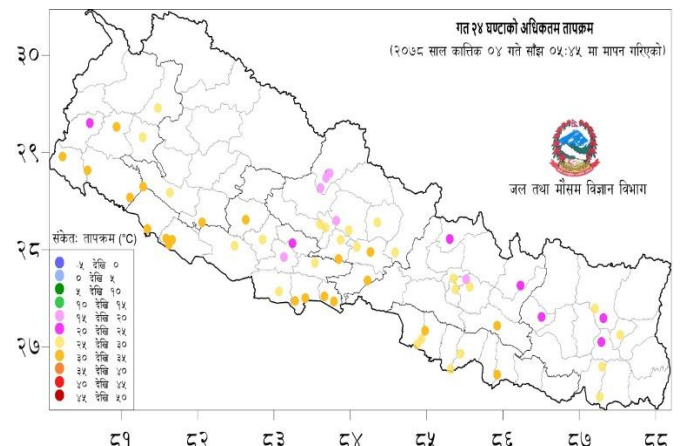 गत २४ घण्टाको अधिकतम तापक्रम
(२०७८ साल कात्तिक ०४ गते साँझ ०५:४५ मा मापन गरिएको)
३०
२९
२८
२७
जल तथा मौसम विज्ञान विभाग
संकेत: तापक्रम (°C)
-५ देखि ०
० देखि ५
५ देखि १०
१० देखि १५
१५ देखि २०
२० देखि २५
२५ देखि ३०
३० देखि ३५
३५ देखि ४०
४० देखि ४५
४५ देखि ५०
८१ ८२ ८३ ८४ ८५ ८६ ८७ ८८